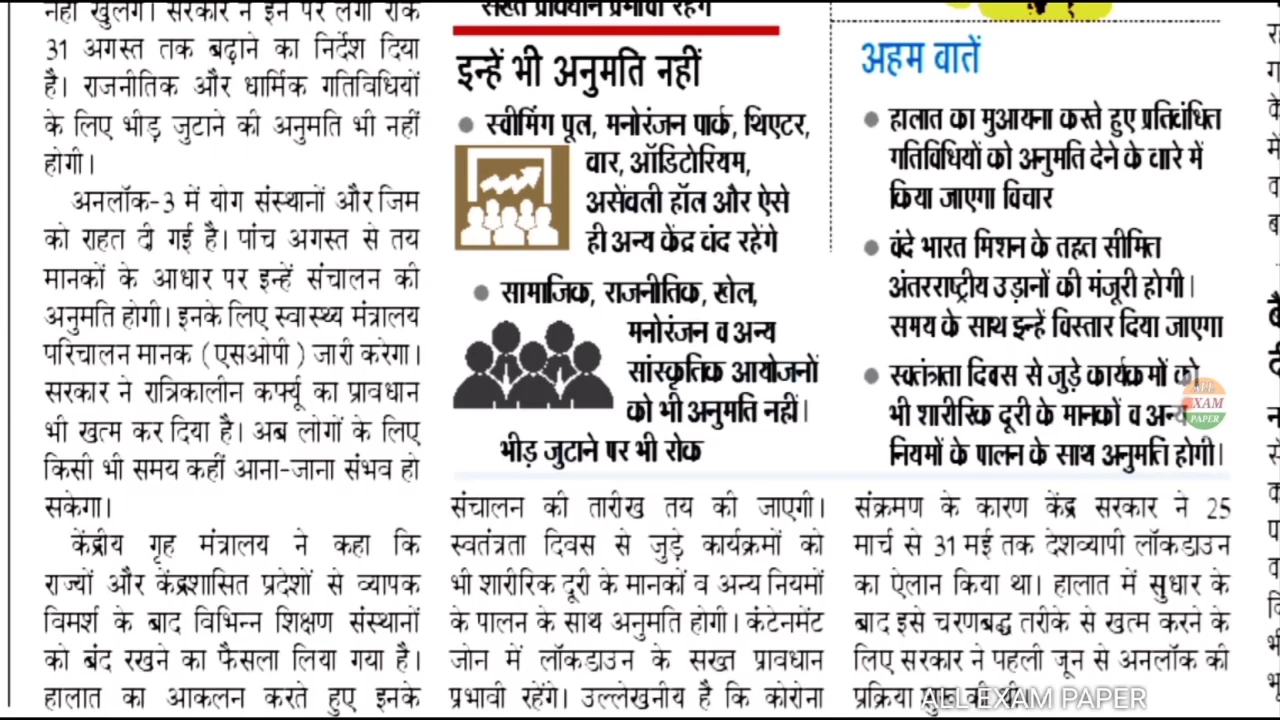 नहीं खुलेंगे। सरकार ने इन पर लगी रोक
31 अगस्त तक बढ़ाने का निर्देश दिया
है। राजनीतिक और धार्मिक गतिविधियों
के लिए भीड़ जुटाने की अनुमति भी नहीं
होगी।
अनलॉक-3 में योग संस्थानों और जिम
को राहत दी गई है। पांच अगस्त से तय
मानकों के आधार पर इन्हें संचालन की
अनुमति होगी। इनके लिए स्वास्थ्य मंत्रालय
परिचालन मानक (एसओपी) जारी करेगा।
सरकार ने रात्रिकालीन कर्फ्यू का प्रावधान
भी खत्म कर दिया है। अब लोगों के लिए
किसी भी समय कहीं आना-जाना संभव हो
सकेगा।
केंद्रीय गृह मंत्रालय ने कहा कि
राज्यों और केंद्रशासित प्रदेशों से व्यापक
विमर्श के बाद विभिन्न शिक्षण संस्थानों
को बंद रखने का फैसला लिया गया है।
हालात का आकलन करते हुए इनके
सख्त प्रावधान प्रभावी रहेंगे
इन्हें भी अनुमति नहीं
स्वीमिंग पूल, मनोरंजन पार्क, थिएटर,
बार, ऑडिटोरियम,
असेंबली हॉल और ऐसे
ही अन्य केंद्र बंद रहेंगे
सामाजिक, राजनीतिक, खेल,
मनोरंजन व अन्य
सांस्कृतिक आयोजनों
को भी अनुमति नहीं।
भीड़ जुटाने पर भी रोक
संचालन की तारीख तय की जाएगी।
स्वतंत्रता दिवस से जुड़े कार्यक्रमों को
भी शारीरिक दूरी के मानकों व अन्य नियमों
के पालन के साथ अनुमति होगी। कंटेनमेंट
जोन में लॉकडाउन के सख्त प्रावधान
प्रभावी रहेंगे। उल्लेखनीय है कि कोरोना
अहम बातें
हालात का मुआयना करते हुए प्रतिबंधित
गतिविधियों को अनुमति देने के बारे में
किया जाएगा विचार
वंदे भारत मिशन के तहत सीमित
अंतरराष्ट्रीय उड़ानों की मंजूरी होगी।
समय के साथ इन्हें विस्तार दिया जाएगा
स्वतंत्रता दिवस से जुड़े कार्यक्रमों को
भी शारीरिक दूरी के मानकों व अन्य
नियमों के पालन के साथ अनुमति होगी।
ALL
EXAM
PAPER
संक्रमण के कारण केंद्र सरकार ने 25
मार्च से 31 मई तक देशव्यापी लॉकडाउन
का ऐलान किया था। हालात में सुधार के
बाद इसे चरणबद्ध तरीके से खत्म करने के
लिए सरकार ने पहली जून से अनलॉक की
प्रक्रिया शुरू की थी।
ALL EXAM PAPER